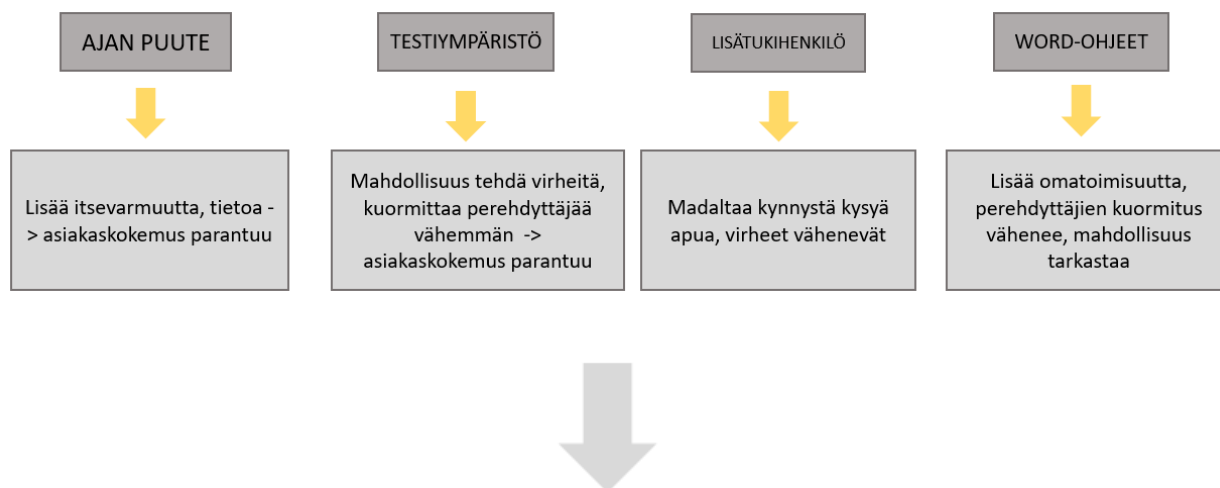 AJAN PUUTE
TESTIYMPÄRISTÖ
LISÄTUKIHENKILÖ
WORD-OHJEET
Lisää itsevarmuutta, tietoa -
> asiakaskokemus parantuu
Mahdollisuus tehdä virheitä,
kuormittaa perehdyttäjää
vähemmän -> 
asiakaskokemus parantuu
Madaltaa kynnystä kysyä
apua, virheet vähenevät
Lisää omatoimisuutta,
perehdyttäjien kuormitus
vähenee, mahdollisuus
tarkastaa